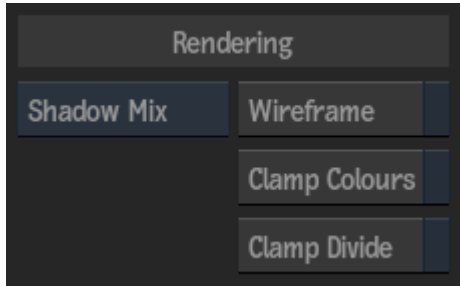 Rendering
Shadow Mix
Wireframe
Clamp Colours
Clamp Divide